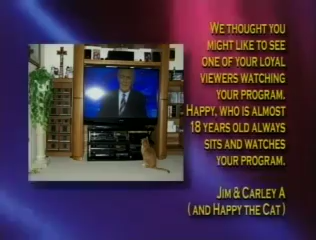 WE THOUGHT YOU
MIGHT LIKE TO SEE
ONE OF YOUR LOYAL
VIEWERS WATCHING
YOUR PROGRAM.
HAPPY, WHO IS ALMOST
18 YEARS OLD ALWAYS
SITS AND WATCHES
YOUR PROGRAM.
JIM & CARLEY A
( AND HAPPY THE CAT )